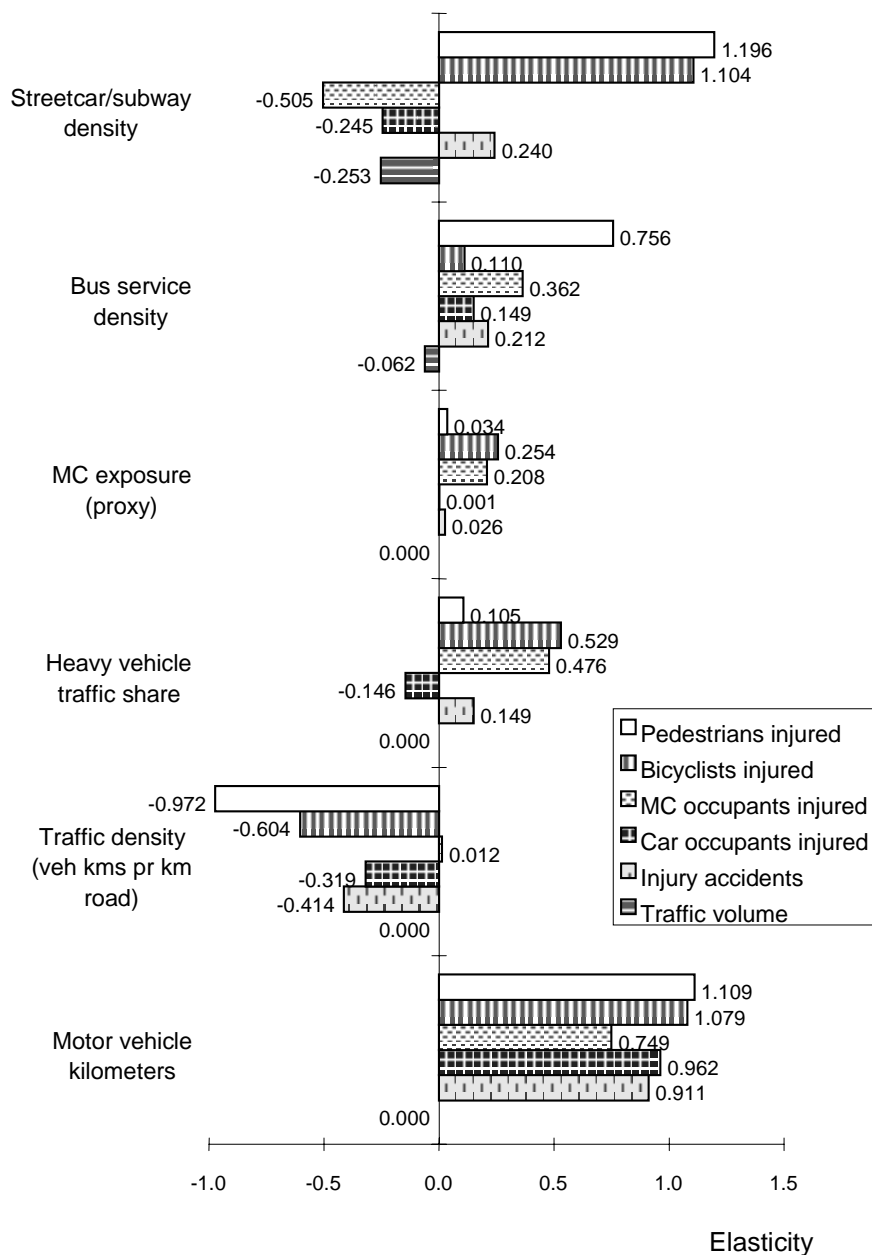 1.196
1.104
Streetcar/subway
density
-0.505
-0.245
0.240
-0.253
0.756
Bus service
density
0.110
0.362
0.149
0.212
-0.062
0.034
0.254
MC exposure
(proxy)
0.208
0.001
0.026
0.000
0.105
0.529
Heavy vehicle
traffic share
0.476
-0.146
0.149
0.000
Pedestrians injured
Bicyclists injured
MC occupants injured
Car occupants injured
Injury accidents
Traffic volume
-0.972
-0.604
Traffic density
(veh kms pr km
road)
0.012
-0.319
-0.414
0.000
1.109
1.079
Motor vehicle
kilometers
0.749
0.962
0.911
0.000
-1.0 -0.5 0.0 0.5 1.0 1.5
Elasticity